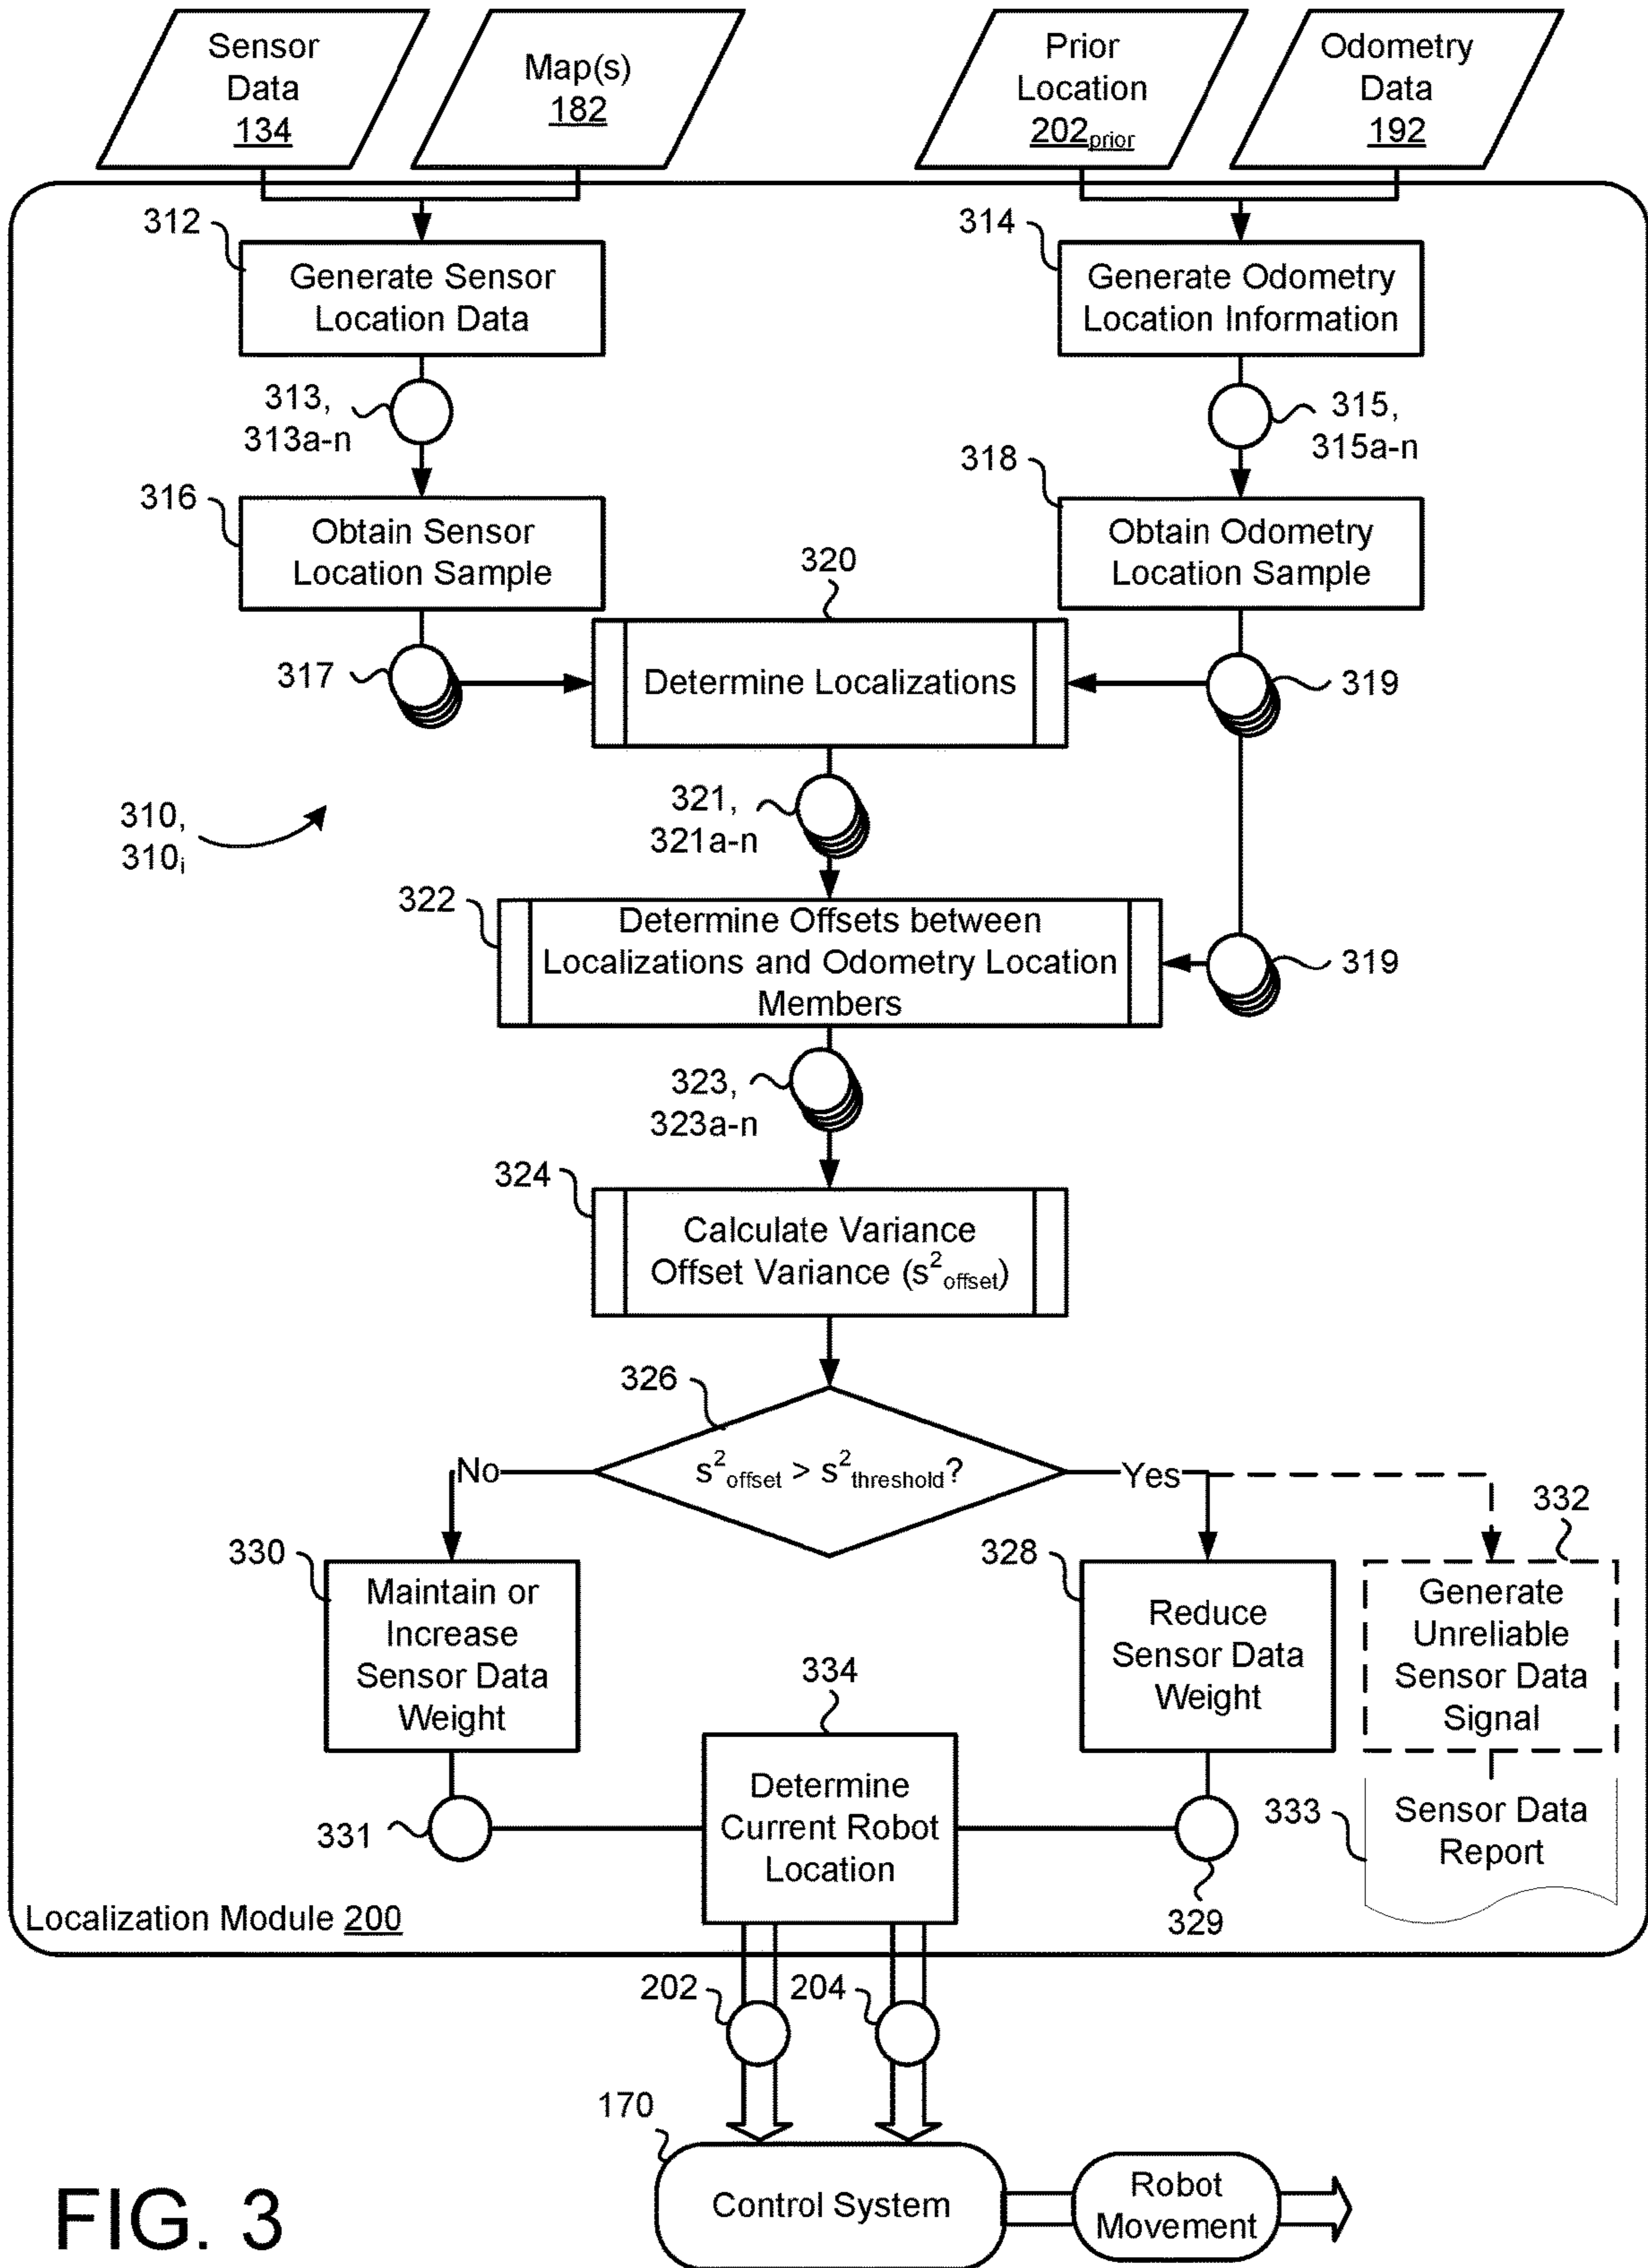 Sensor
Data
134
Map(s)
182
Prior
Location
202prior
Odometry
Data
192
312
Generate Sensor
Location Data
314
Generate Odometry
Location Information
313,
313a-n
315,
315a-n
316
Obtain Sensor
Location Sample
318
Obtain Odometry
Location Sample
320
Determine Localizations
317
319
310,
310i
321,
321a-n
322
Determine Offsets between
Localizations and Odometry Location
Members
319
323,
323a-n
324
Calculate Variance
Offset Variance (s²offset)
326
s²offset > s²threshold?
No
Yes
330
Maintain or
Increase
Sensor Data
Weight
328
Reduce
Sensor Data
Weight
332
Generate
Unreliable
Sensor Data
Signal
334
Determine
Current Robot
Location
331
329
333
Sensor Data
Report
Localization Module 200
202
204
170
Control System
Robot
Movement
FIG. 3